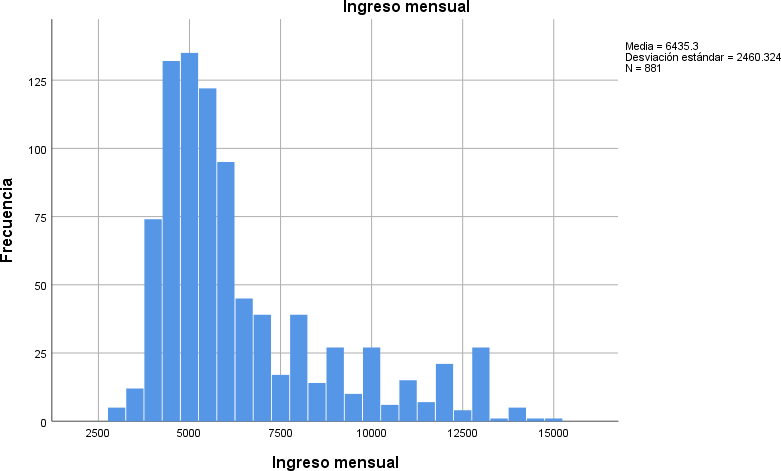 Ingreso mensual
Media = 6435.3
Desviación estándar = 2460.324
N = 881
Frecuencia
125
100
75
50
25
0
2500
5000
7500
10000
12500
15000
Ingreso mensual